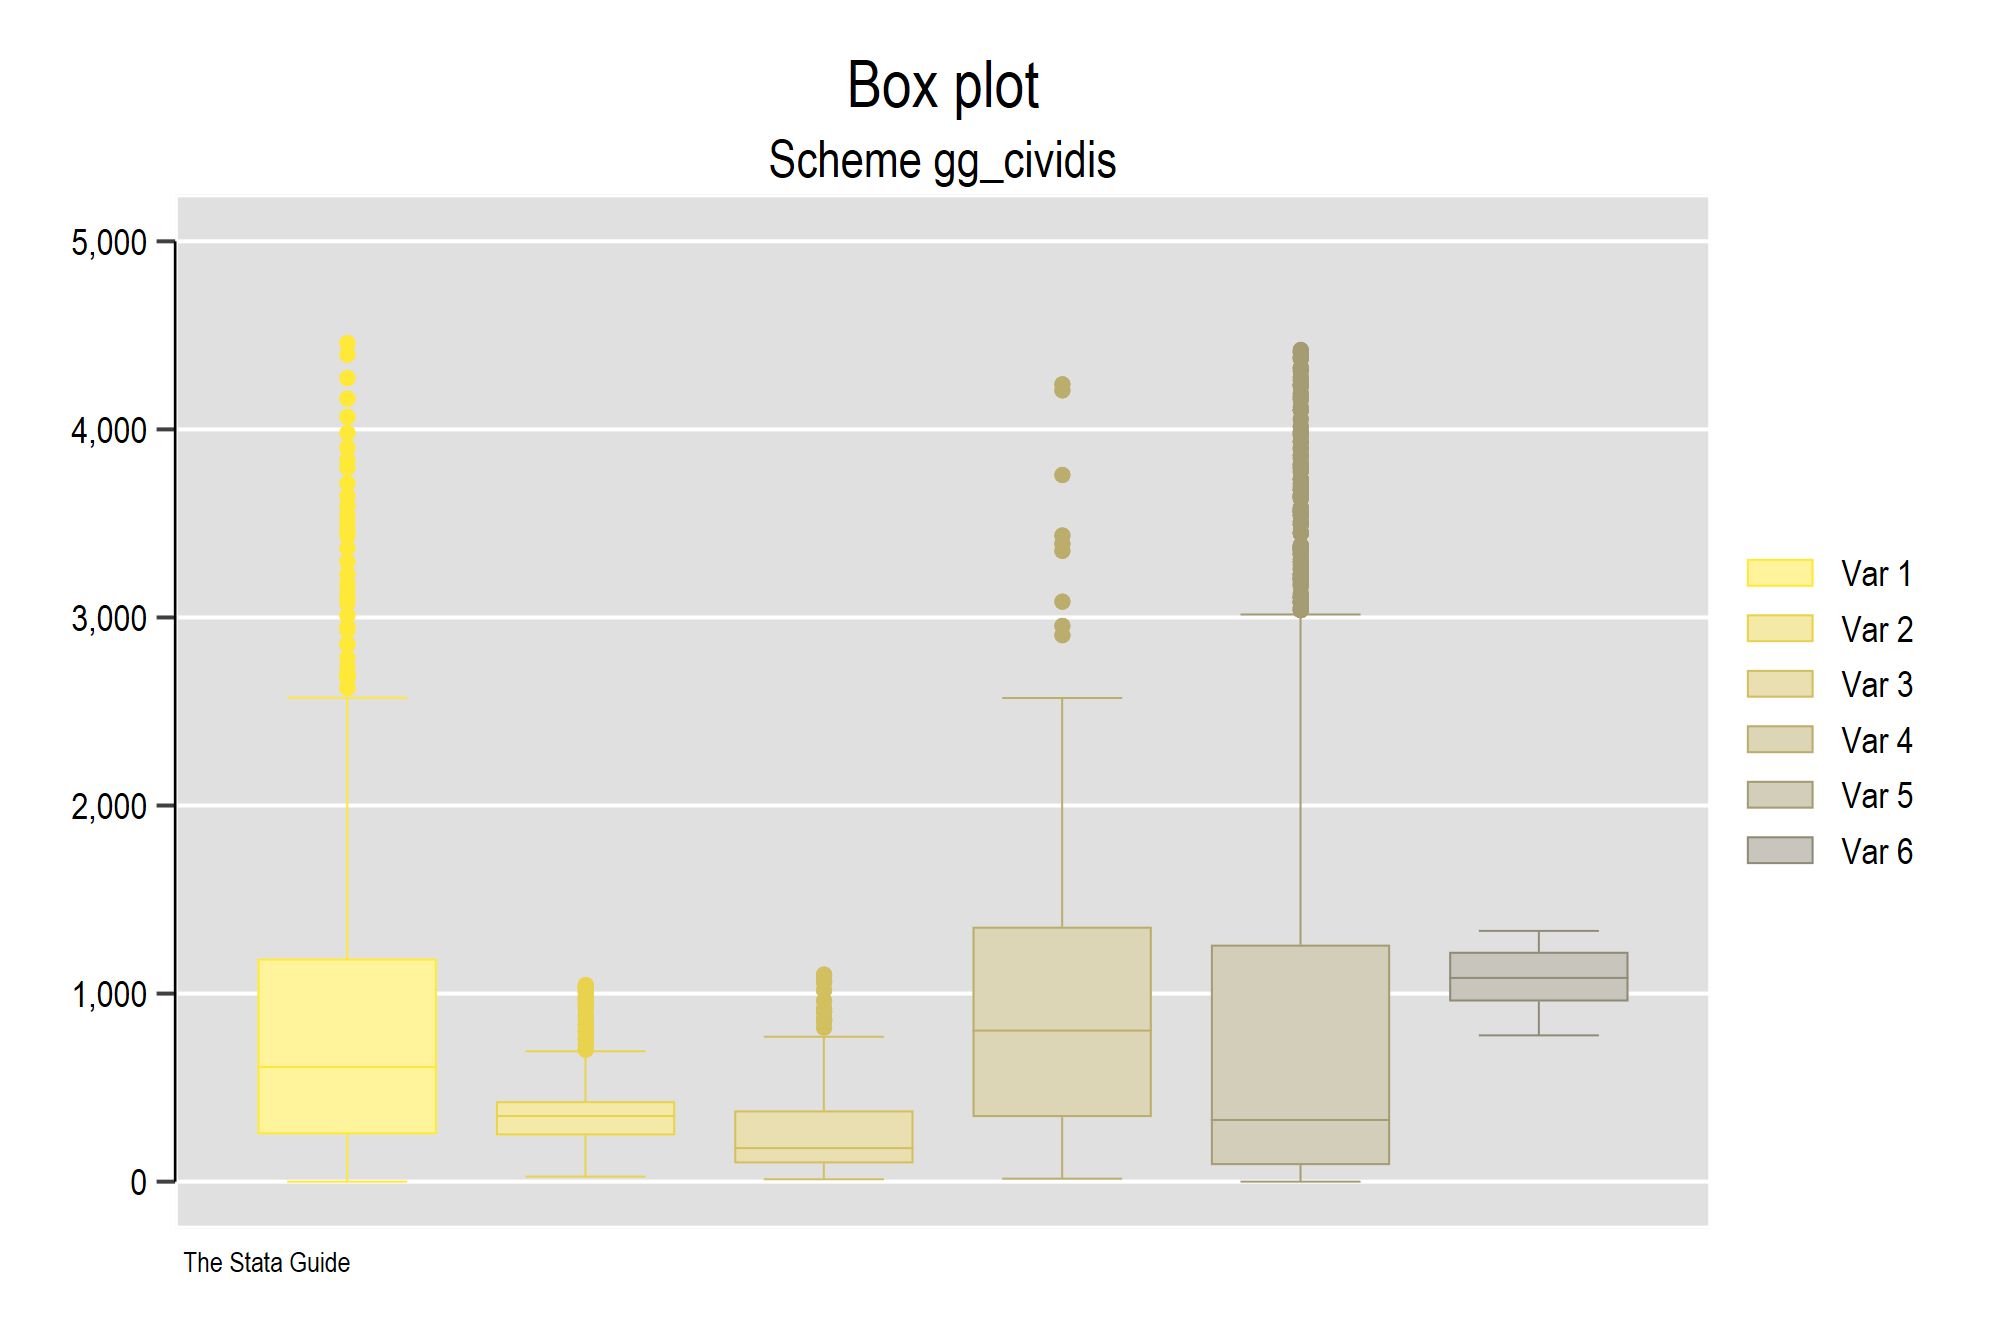 Box plot
Scheme gg_cividis
5,000
4,000
3,000
2,000
1,000
0
Var 1
Var 2
Var 3
Var 4
Var 5
Var 6
The Stata Guide